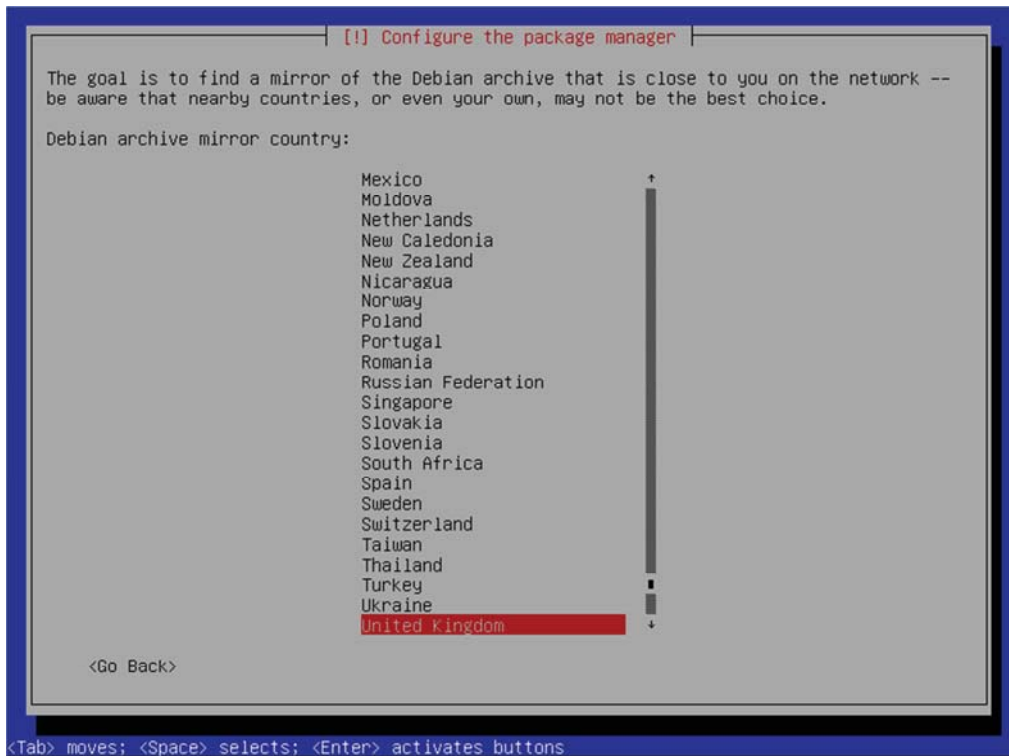 [!] Configure the package manager
The goal is to find a mirror of the Debian archive that is close to you on the network --
be aware that nearby countries, or even your own, may not be the best choice.
Debian archive mirror country:
Mexico
Moldova
Netherlands
New Caledonia
New Zealand
Nicaragua
Norway
Poland
Portugal
Romania
Russian Federation
Singapore
Slovakia
Slovenia
South Africa
Spain
Sweden
Switzerland
Taiwan
Thailand
Turkey
Ukraine
United Kingdom
<Go Back>
<Tab> moves; <Space> selects; <Enter> activates buttons